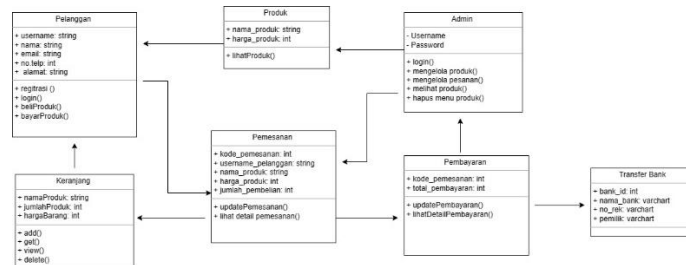 Pelanggan
+ username: string
+ nama: string
+ email: string
+ no.telp: int
+ alamat: string
+ regitrasi ()
+ login()
+ beliProduk()
+ bayarProduk()
Produk
+ nama_produk: string
+ harga_produk: int
+ lihatProduk()
Admin
- Username
- Password
+ login()
+ mengelola produk()
+ mengelola pesanan()
+ melihat produk()
+ hapus menu produk()
Pemesanan
+ kode_pemesanan: int
+ username_pelanggan: string
+ nama_produk: string
+ harga_produk: int
+ jumlah_pembelian: int
+ updatePemesanan()
+ lihat detail pemesanan()
Keranjang
+ namaProduk: string
+ jumlahProduk: int
+ hargaBarang: int
+ add()
+ get()
+ view()
+ delete()
Pembayaran
+ kode_pemesanan: int
+ total_pembayaran: int
+ updatePembayaran()
+ lihatDetailPembayaran()
Transfer Bank
+ bank_id: int
+ nama_bank: varchart
+ no_rek: varchart
+ pemilik: varchart